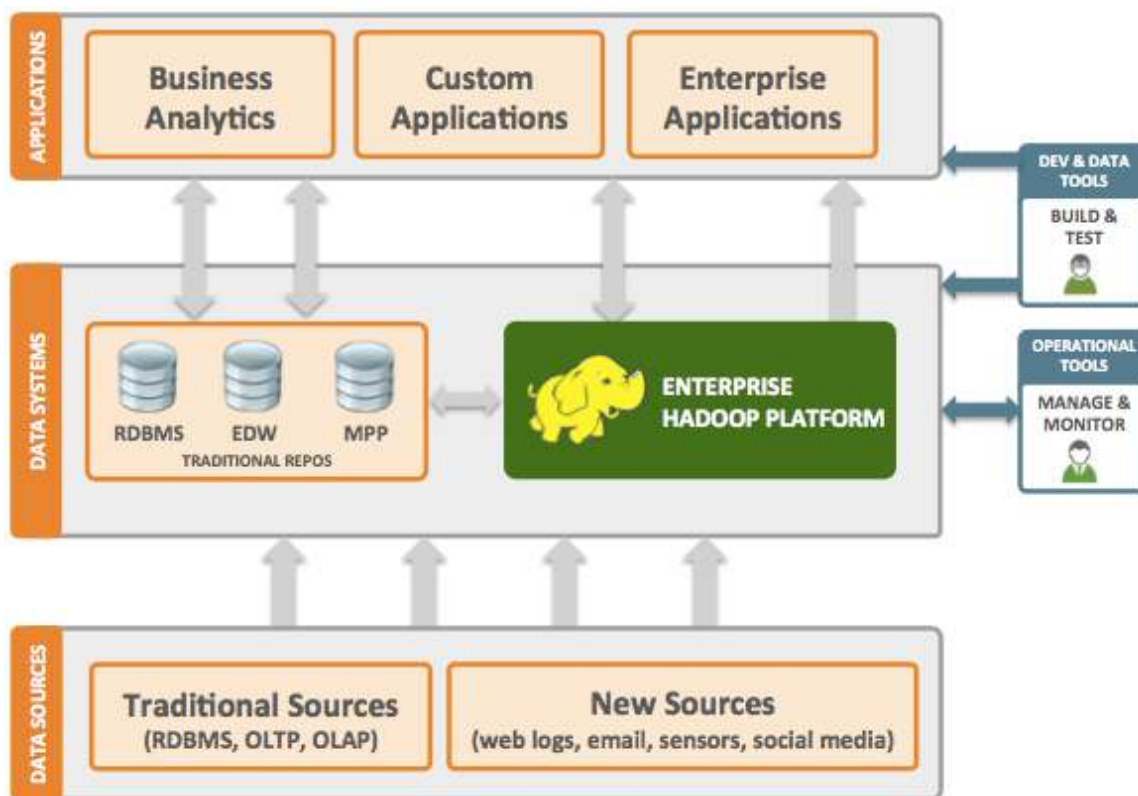 APPLICATIONS
Business
Analytics
Custom
Applications
Enterprise
Applications
DEV & DATA
TOOLS
BUILD &
TEST
DATA SYSTEMS
RDBMS
EDW
MPP
TRADITIONAL REPOS
ENTERPRISE
HADOOP PLATFORM
OPERATIONAL
TOOLS
MANAGE &
MONITOR
DATA SOURCES
Traditional Sources
(RDBMS, OLTP, OLAP)
New Sources
(web logs, email, sensors, social media)